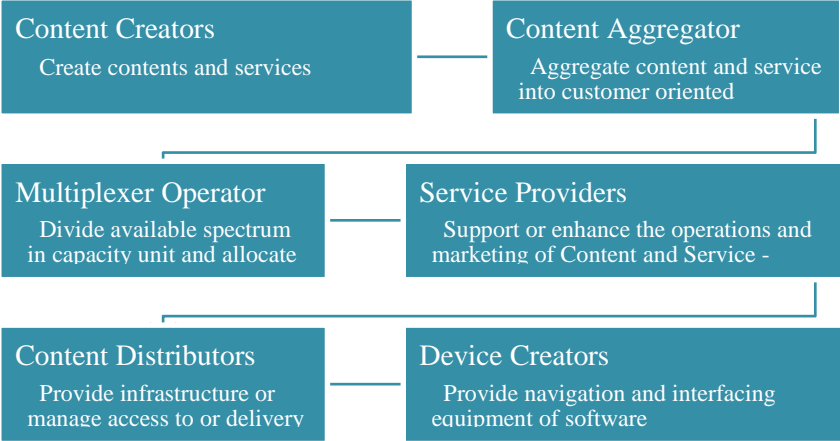 Content Creators
Create contents and services
Content Aggregator
Aggregate content and service
into customer oriented
Multiplexer Operator
Divide available spectrum
in capacity unit and allocate
Service Providers
Support or enhance the operations and
marketing of Content and Service -
Content Distributors
Provide infrastructure or
manage access to or delivery
Device Creators
Provide navigation and interfacing
equipment of software